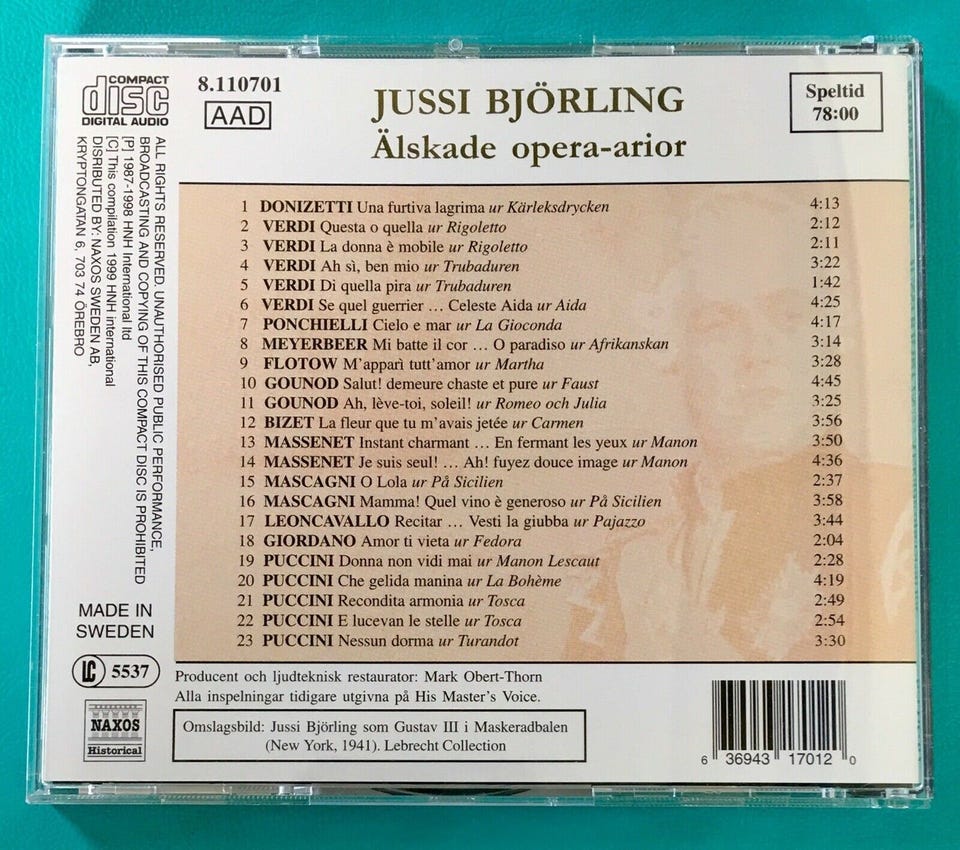 COMPACT
disc
DIGITAL AUDIO
8.110701
AAD
JUSSI BJÖRLING
Älskade opera-arior
Speltid
78:00
ALL RIGHTS RESERVED. UNAUTHORISED PUBLIC PERFORMANCE,
BROADCASTING AND COPYING OF THIS COMPACT DISC IS PROHIBITED
[P] 1987-1998 HNH International ltd
[C] This compilation 1999 HNH international
DISRIBUTED BY: NAXOS SWEDEN AB,
KRYPTONGATAN 6, 703 74 ÖREBRO
1 DONIZETTI Una furtiva lagrima ur Kärleksdrycken 4:13
2 VERDI Questa o quella ur Rigoletto 2:12
3 VERDI La donna è mobile ur Rigoletto 2:11
4 VERDI Ah sì, ben mio ur Trubaduren 3:22
5 VERDI Di quella pira ur Trubaduren 1:42
6 VERDI Se quel guerrier … Celeste Aida ur Aida 4:25
7 PONCHIELLI Cielo e mar ur La Gioconda 4:17
8 MEYERBEER Mi batte il cor … O paradiso ur Afrikanskan 3:14
9 FLOTOW M'apparì tutt'amor ur Martha 3:28
10 GOUNOD Salut! demeure chaste et pure ur Faust 4:45
11 GOUNOD Ah, lève-toi, soleil! ur Romeo och Julia 3:25
12 BIZET La fleur que tu m'avais jetée ur Carmen 3:56
13 MASSENET Instant charmant … En fermant les yeux ur Manon 3:50
14 MASSENET Je suis seul! … Ah! fuyez douce image ur Manon 4:36
15 MASCAGNI O Lola ur På Sicilien 2:37
16 MASCAGNI Mamma! Quel vino è generoso ur På Sicilien 3:58
17 LEONCAVALLO Recitar … Vesti la giubba ur Pajazzo 3:44
18 GIORDANO Amor ti vieta ur Fedora 2:04
19 PUCCINI Donna non vidi mai ur Manon Lescaut 2:28
20 PUCCINI Che gelida manina ur La Bohème 4:19
21 PUCCINI Recondita armonia ur Tosca 2:49
22 PUCCINI E lucevan le stelle ur Tosca 2:54
23 PUCCINI Nessun dorma ur Turandot 3:30
MADE IN
SWEDEN
LC 5537
NAXOS
Historical
Producent och ljudteknisk restaurator: Mark Obert-Thorn
Alla inspelningar tidigare utgivna på His Master's Voice.
Omslagsbild: Jussi Björling som Gustav III i Maskeradbalen
(New York, 1941). Lebrecht Collection
6 36943 17012 0